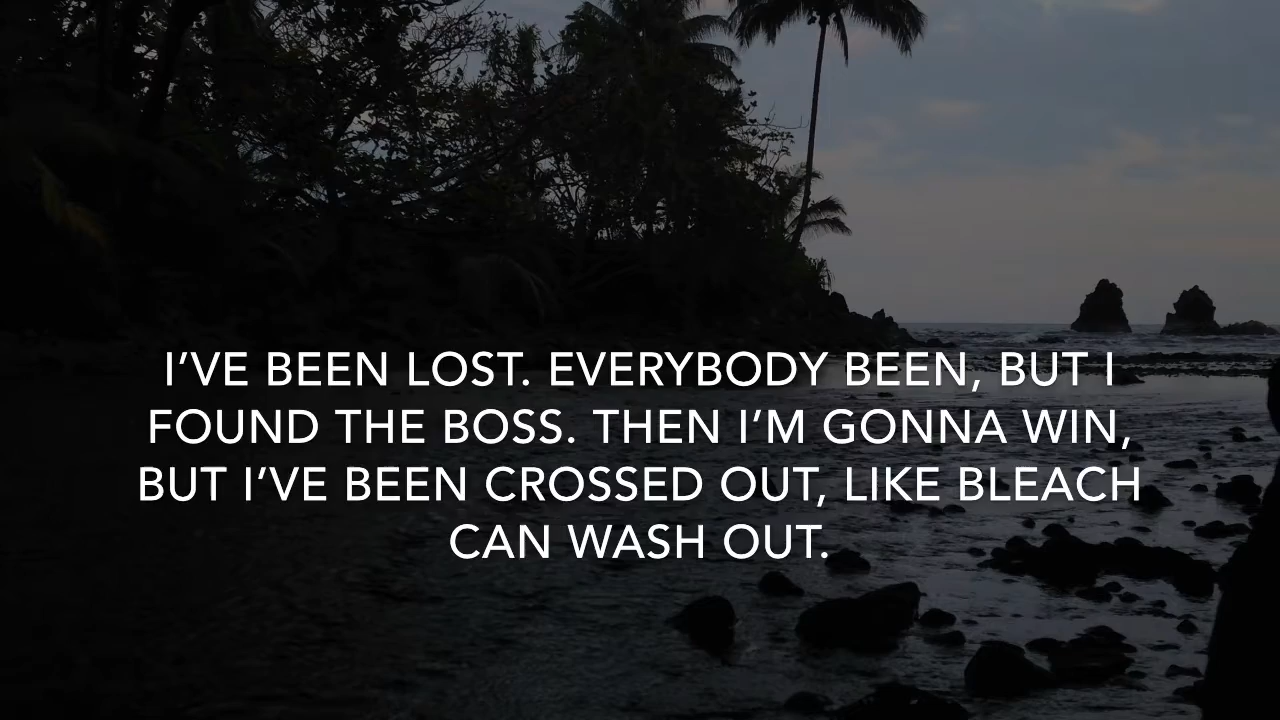 I’VE BEEN LOST. EVERYBODY BEEN, BUT I
FOUND THE BOSS. THEN I’M GONNA WIN,
BUT I’VE BEEN CROSSED OUT, LIKE BLEACH
CAN WASH OUT.